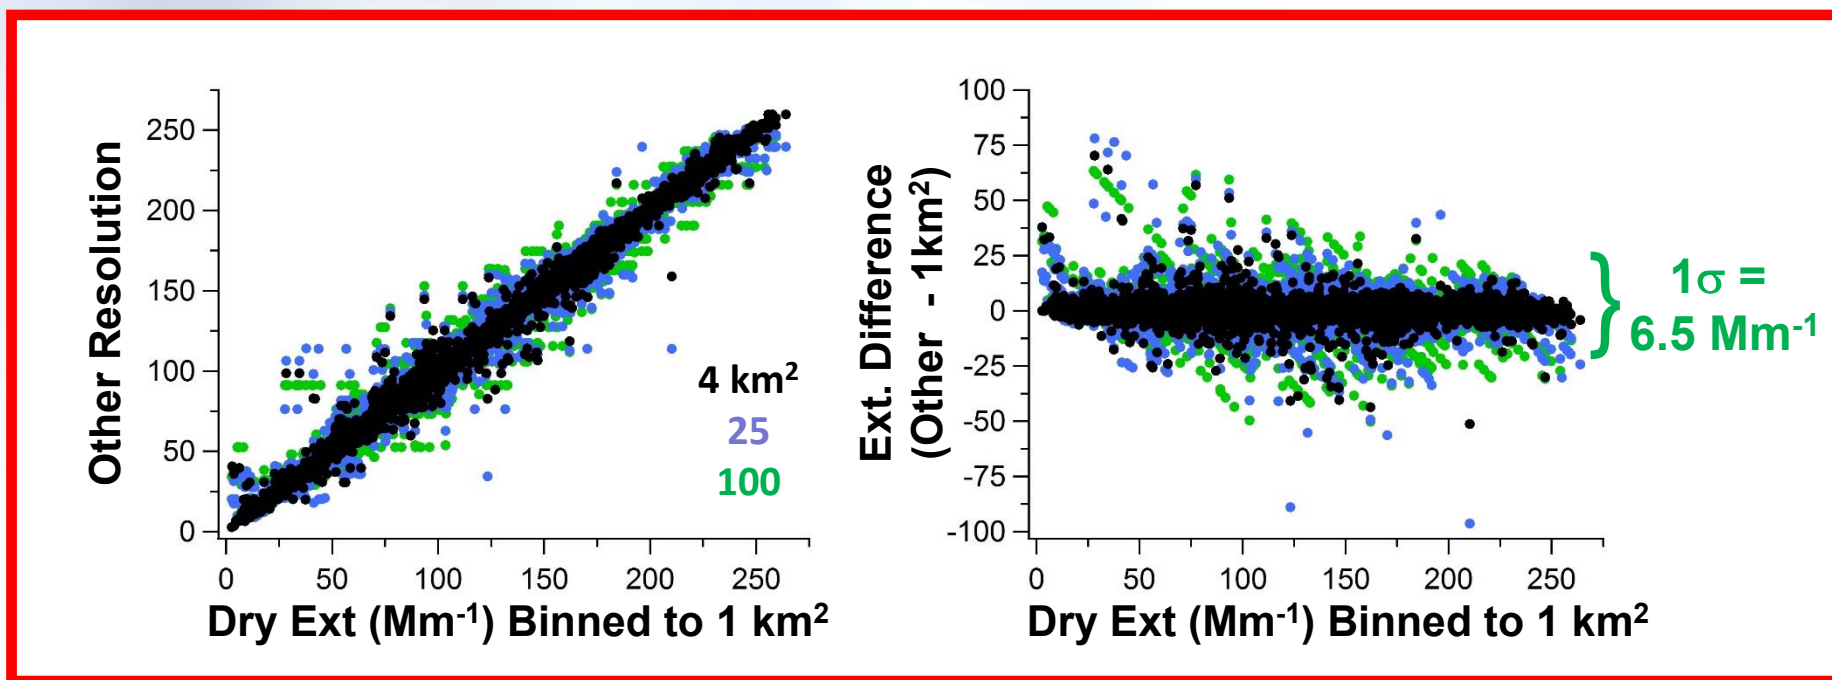 250
200
150
100
50
0
Other Resolution
4 km²
25
100
0 50 100 150 200 250
Dry Ext (Mm⁻¹) Binned to 1 km²
100
75
50
25
0
-25
-50
-75
-100
Ext. Difference
(Other - 1km²)
0 50 100 150 200 250
Dry Ext (Mm⁻¹) Binned to 1 km²
} 1σ =
6.5 Mm⁻¹